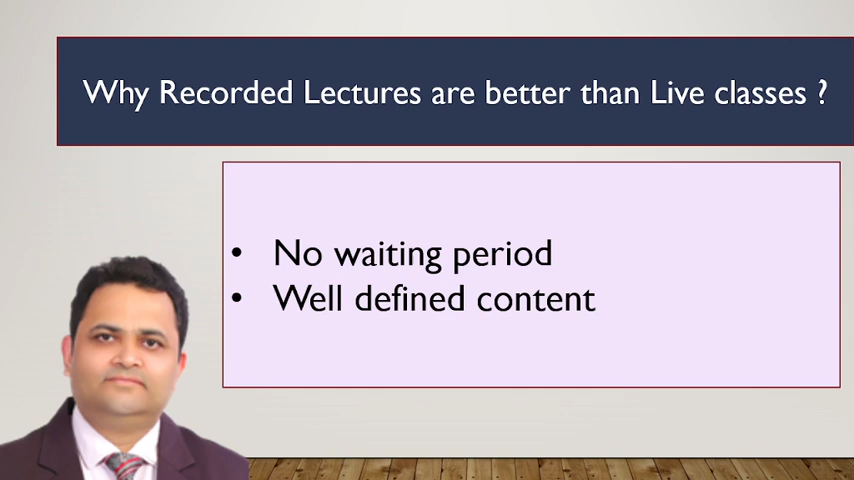 Why Recorded Lectures are better than Live classes ?
• No waiting period
• Well defined content